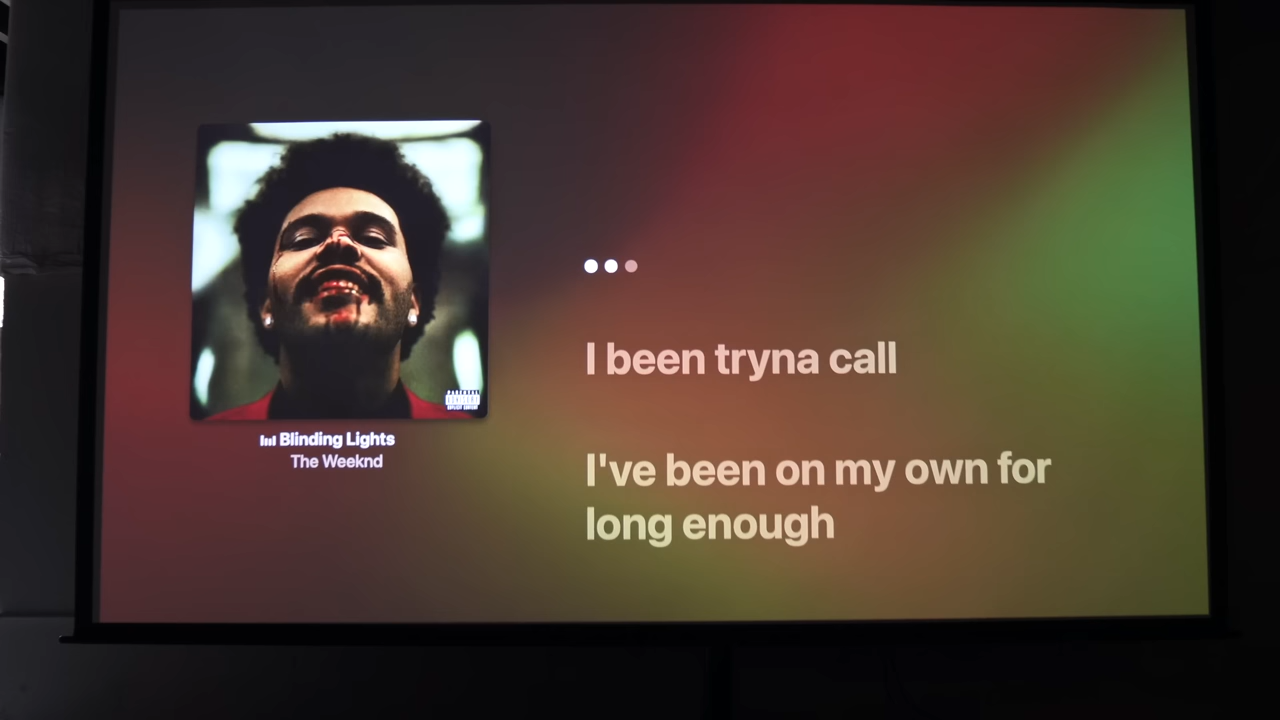 Blinding Lights
The Weeknd
I been tryna call
I've been on my own for
long enough